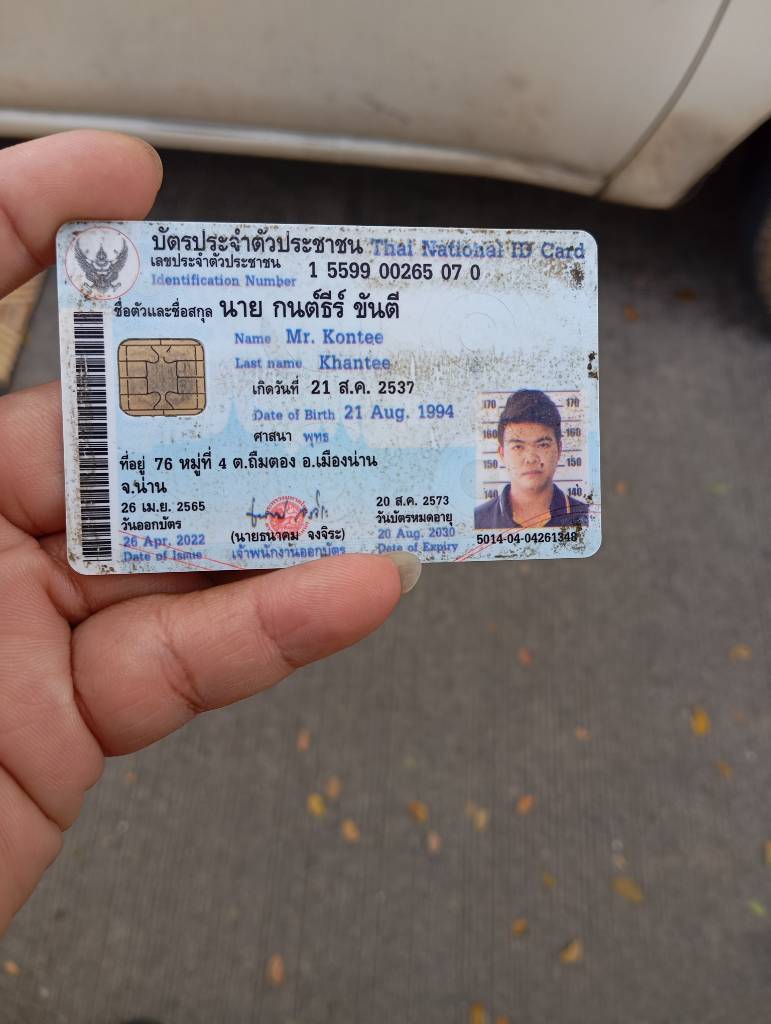 บัตรประจำตัวประชาชน Thai National ID Card
เลขประจำตัวประชาชน 1 5599 00265 07 0
Identification Number
ชื่อตัวและชื่อสกุล นาย กนต์ธีร์ ขันตี
Name Mr. Kontee
Last name Khantee
เกิดวันที่ 21 ส.ค. 2537
Date of Birth 21 Aug. 1994
ศาสนา พุทธ
ที่อยู่ 76 หมู่ที่ 4 ต.ถืมตอง อ.เมืองน่าน
จ.น่าน
26 เม.ย. 2565
วันออกบัตร
26 Apr. 2022
Date of Issue
(นายธนาคม จงจิระ)
เจ้าพนักงานออกบัตร
20 ส.ค. 2573
วันบัตรหมดอายุ
20 Aug. 2030
Date of Expiry
170 170
160 160
150 150
140 140
5014-04-04261348